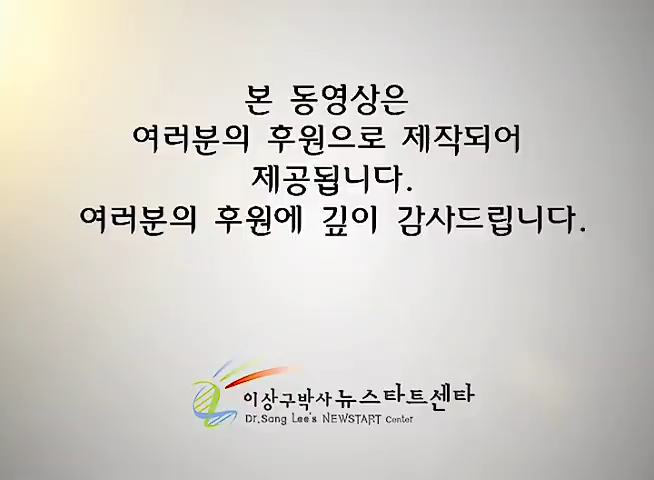 본 동영상은
여러분의 후원으로 제작되어
제공됩니다.
여러분의 후원에 깊이 감사드립니다.
이상구박사 뉴스타트센타
Dr.Sang Lee's NEWSTART Center